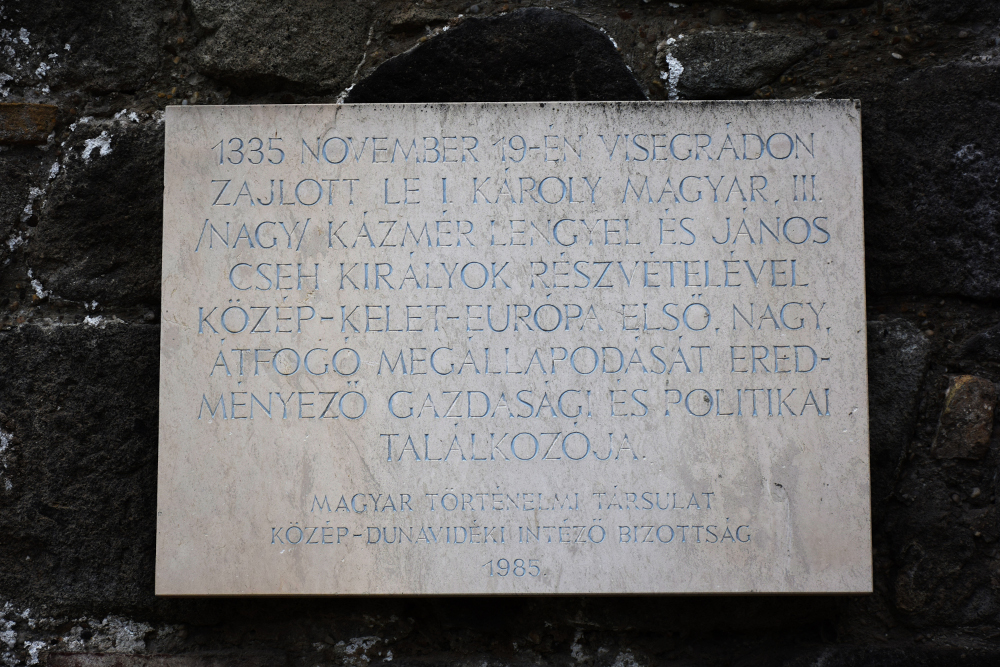 1335 NOVEMBER 19-ÉN VISEGRÁDON
ZAJLOTT LE I. KÁROLY MAGYAR, III.
/NAGY/ KÁZMÉR LENGYEL ÉS JÁNOS
CSEH KIRÁLYOK RÉSZVÉTELÉVEL
KÖZÉP-KELET-EURÓPA ELSŐ, NAGY,
ÁTFOGÓ MEGÁLLAPODÁSÁT ERED-
MÉNYEZŐ GAZDASÁGI ÉS POLITIKAI
TALÁLKOZÓJA.
MAGYAR TÖRTÉNELMI TÁRSULAT
KÖZÉP-DUNAVIDÉKI INTÉZŐ BIZOTTSÁG
1985.